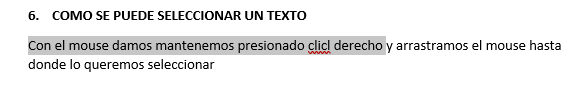 6. COMO SE PUEDE SELECCIONAR UN TEXTO
Con el mouse damos mantenemos presionado clicl derecho y arrastramos el mouse hasta
donde lo queremos seleccionar